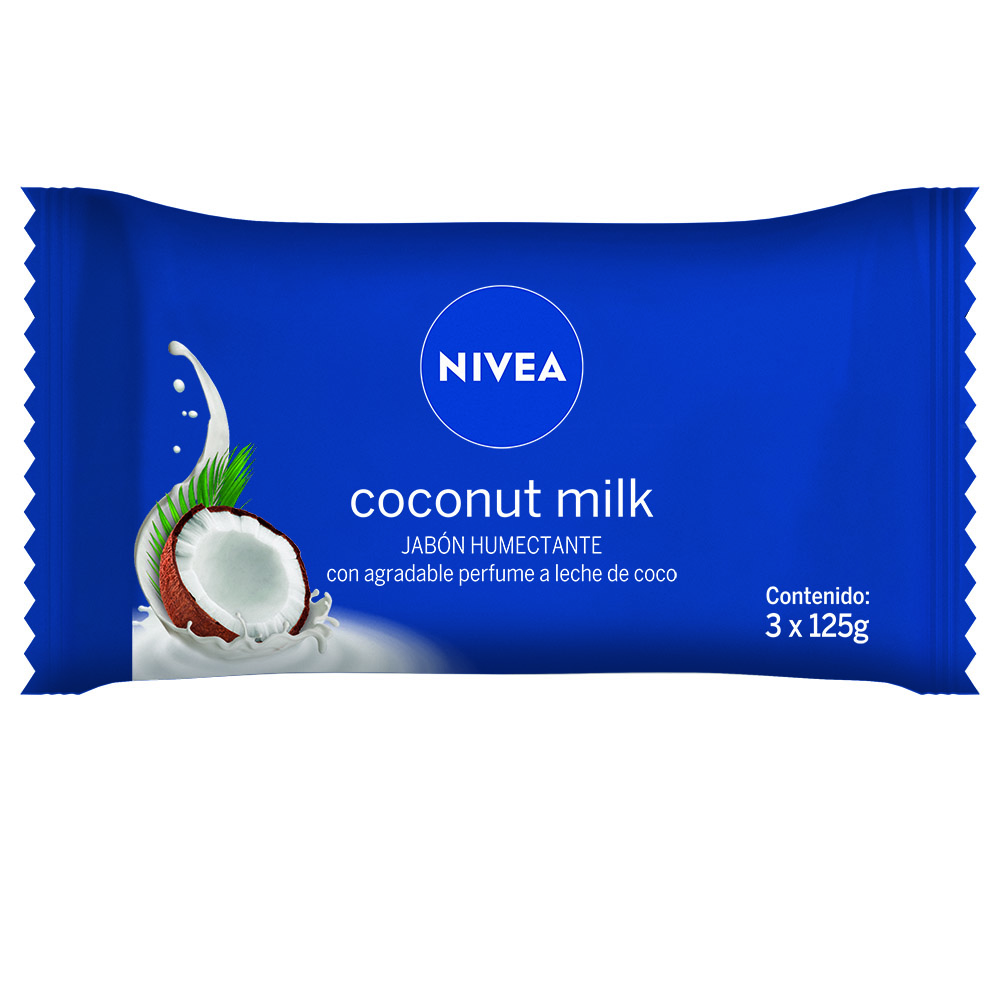 NIVEA
coconut milk
JABÓN HUMECTANTE
con agradable perfume a leche de coco
Contenido:
3 x 125g